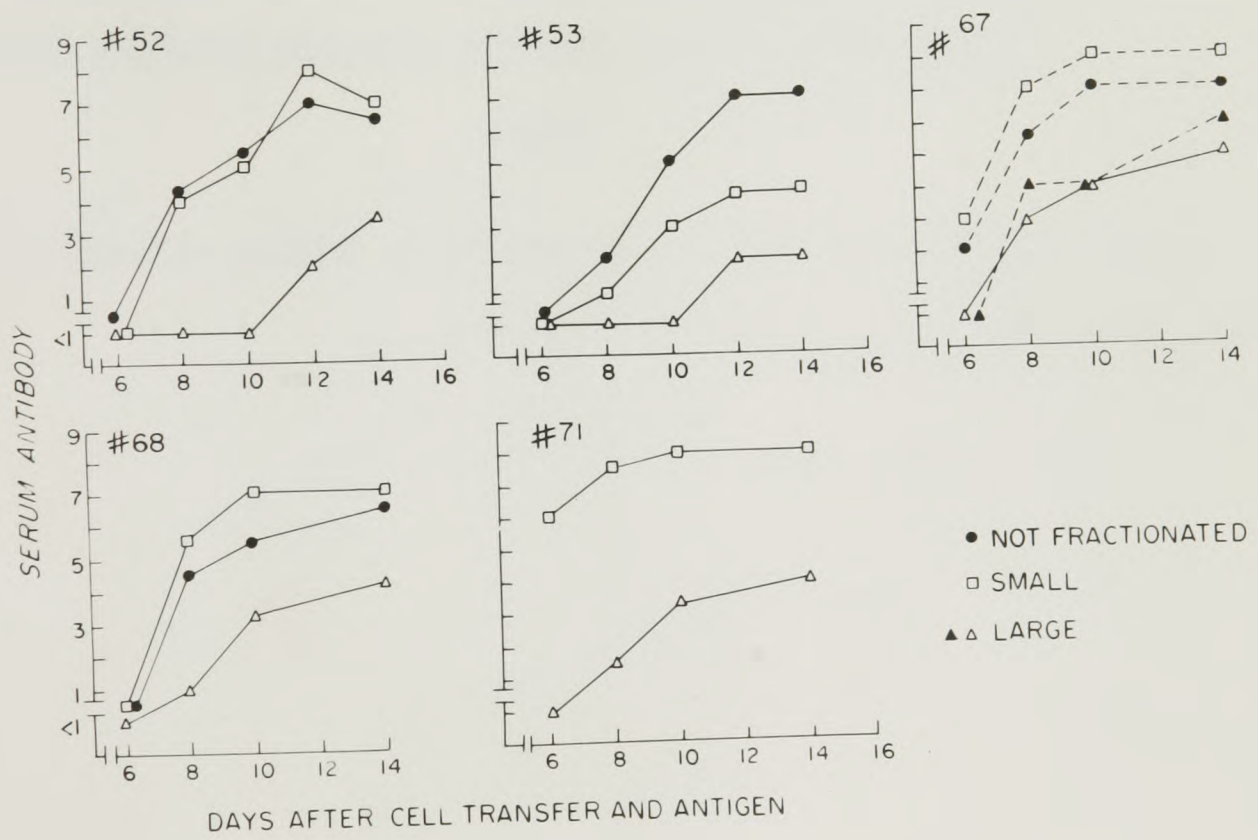 #52
9
7
5
3
1
<1
6 8 10 12 14 16
#53
6 8 10 12 14 16
#67
6 8 10 12 14
#68
9
7
5
3
1
<1
6 8 10 12 14
#71
6 8 10 12 14 16
NOT FRACTIONATED
SMALL
LARGE
SERUM ANTIBODY
DAYS AFTER CELL TRANSFER AND ANTIGEN